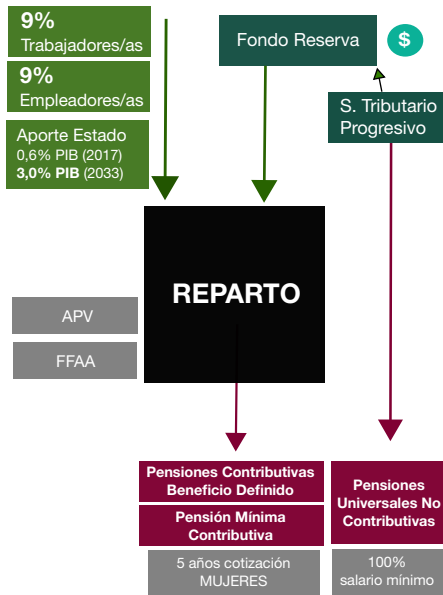 9%
Trabajadores/as
9%
Empleadores/as
Aporte Estado
0,6% PIB (2017)
3,0% PIB (2033)
Fondo Reserva
$
S. Tributario
Progresivo
REPARTO
APV
FFAA
Pensiones Contributivas
Beneficio Definido
Pensión Mínima
Contributiva
5 años cotización
MUJERES
Pensiones
Universales No
Contributivas
100%
salario mínimo